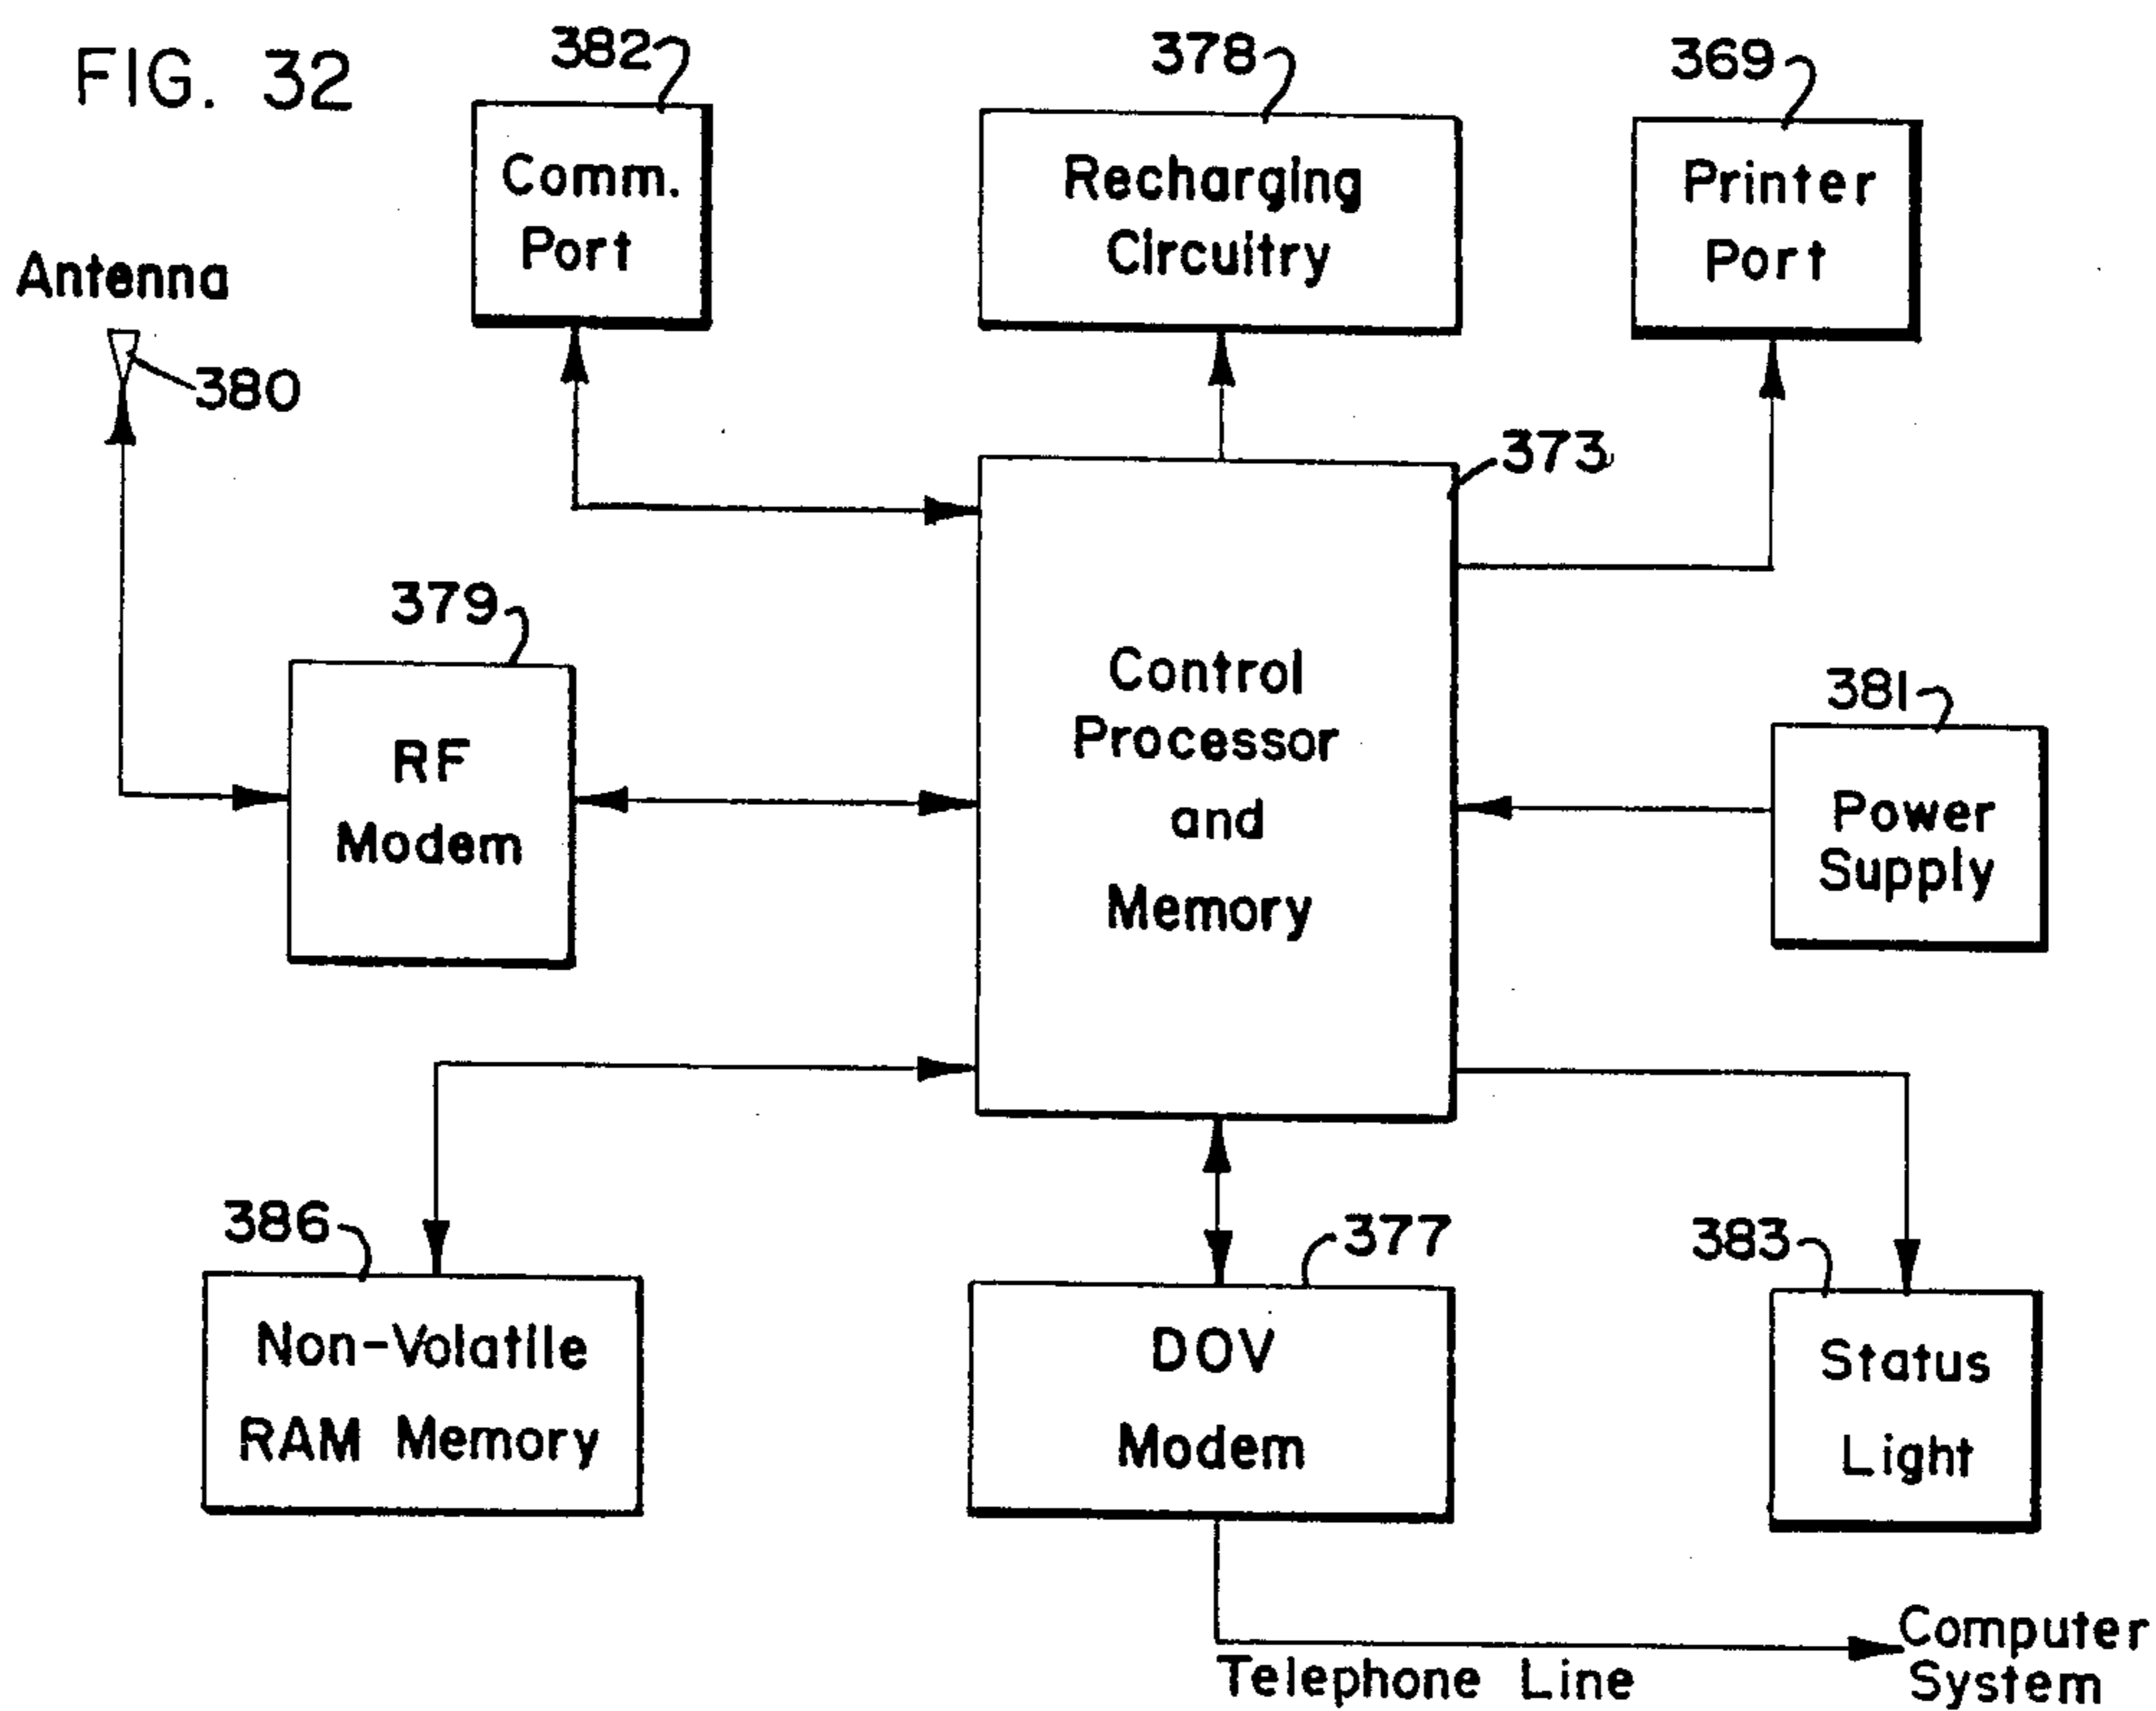 FIG. 32
382
378
369
Comm.
Port
Recharging
Circuitry
Printer
Port
Antenna
380
373
379
RF
Modem
Control
Processor
and
Memory
381
Power
Supply
386
Non-Volatile
RAM Memory
377
DOV
Modem
383
Status
Light
Telephone Line
Computer
System